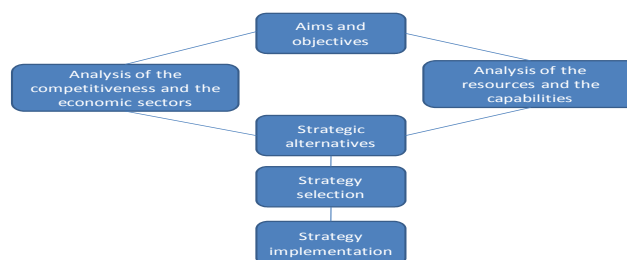 Aims and
objectives
Analysis of the
competitiveness and the
economic sectors
Analysis of the
resources and the
capabilities
Strategic
alternatives
Strategy
selection
Strategy
implementation